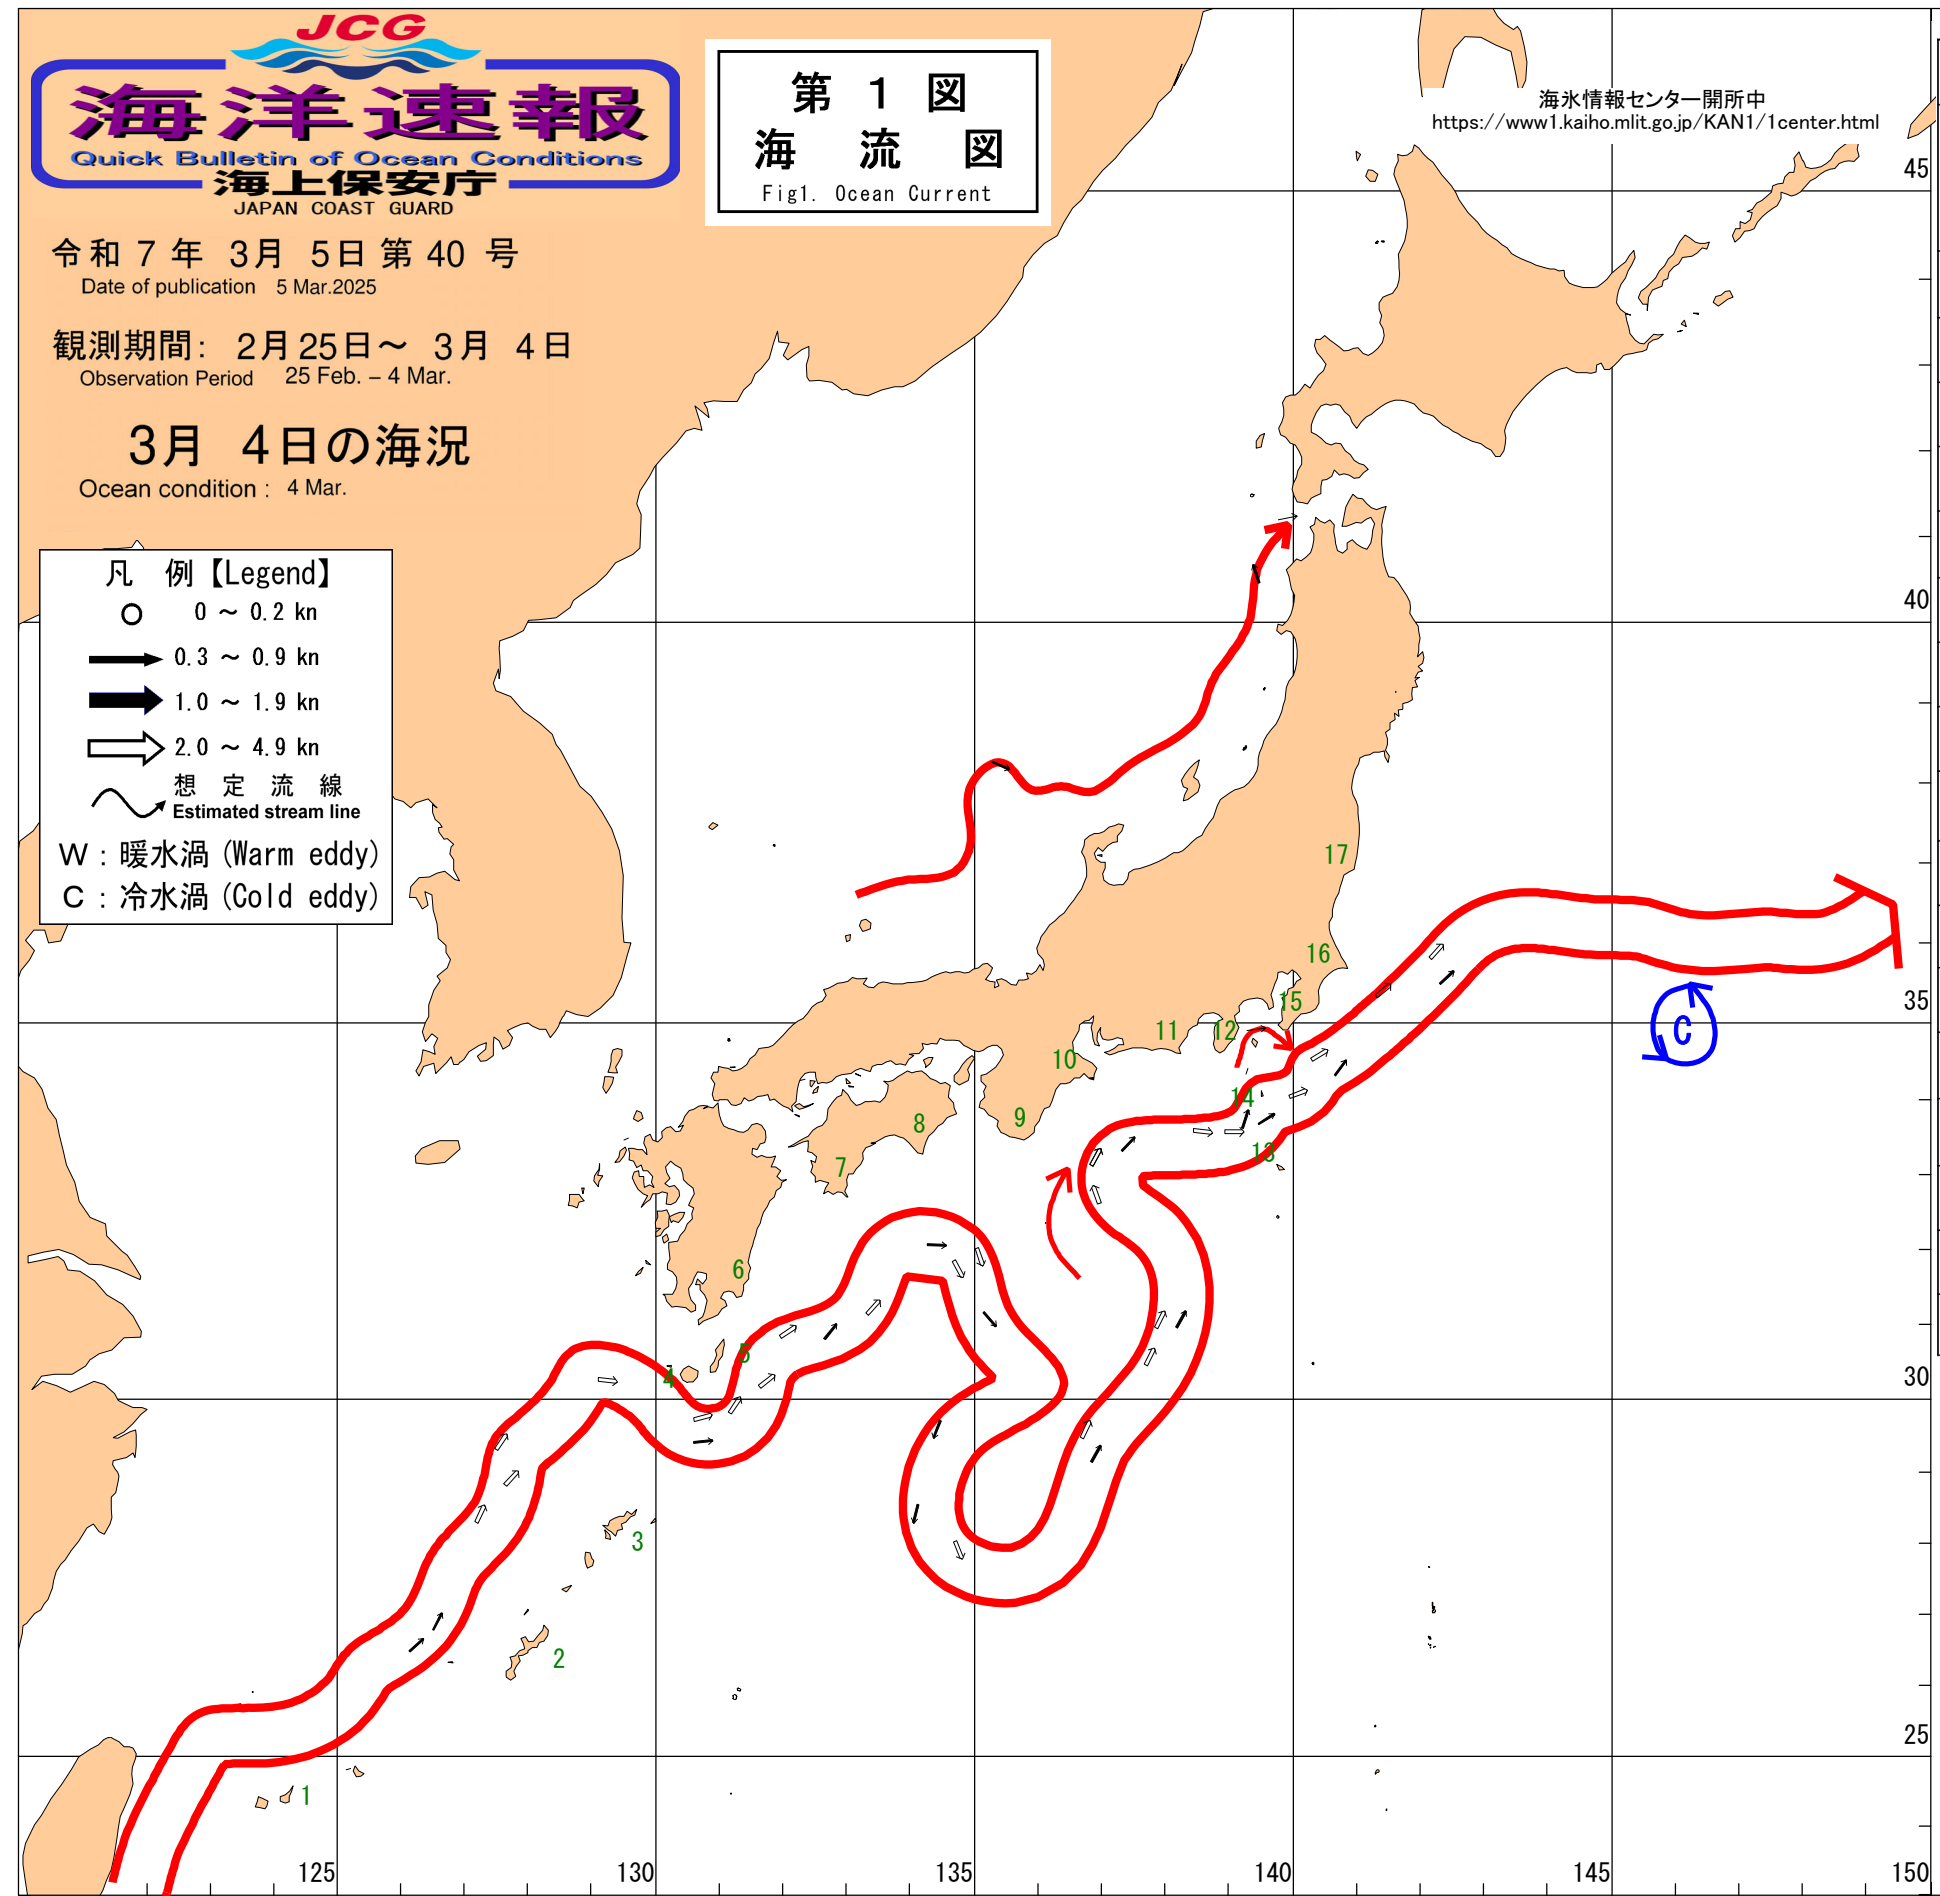 JCG
海洋速報
Quick Bulletin of Ocean Conditions
海上保安庁
JAPAN COAST GUARD
第 1 図
海 流 図
Fig1. Ocean Current
海氷情報センター開所中
https://www1.kaiho.mlit.go.jp/KAN1/1center.html
令和 7 年 3月 5日 第 40 号
Date of publication 5 Mar.2025
観測期間: 2月 25日～ 3月 4日
Observation Period 25 Feb. – 4 Mar.
3月 4日の海況
Ocean condition : 4 Mar.
凡 例【Legend】
0 ～ 0.2 kn
0.3 ～ 0.9 kn
1.0 ～ 1.9 kn
2.0 ～ 4.9 kn
想 定 流 線
Estimated stream line
W : 暖水渦 (Warm eddy)
C : 冷水渦 (Cold eddy)
45
40
17
16
35
15
12
11
10
C
14
9
8
13
7
6
5
4
30
3
2
25
1
125
130
135
140
145
150